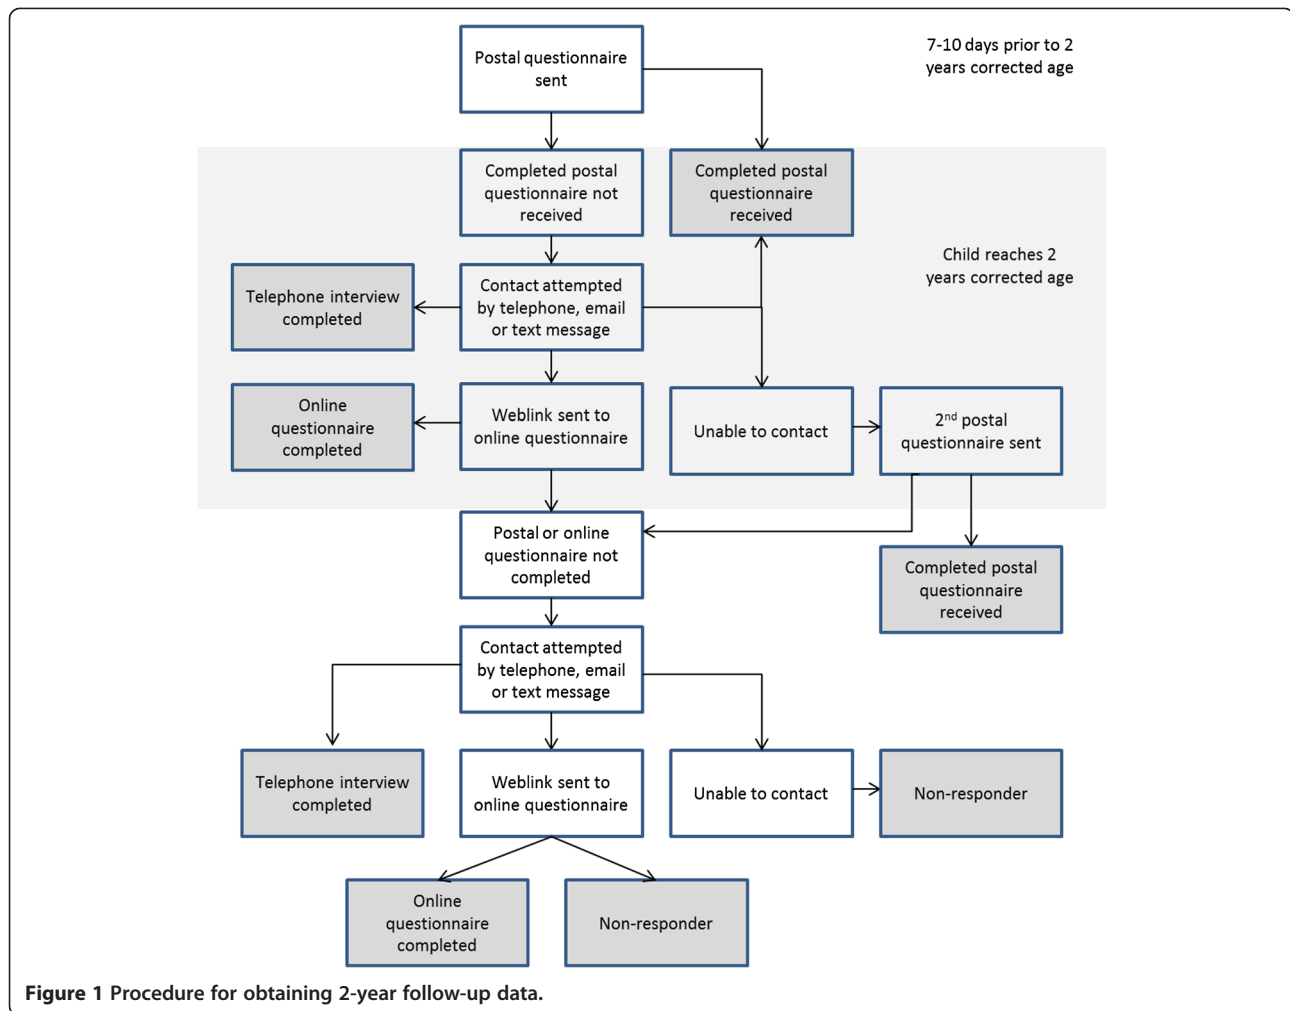 Postal questionnaire
sent
7-10 days prior to 2
years corrected age
Completed postal
questionnaire not
received
Completed postal
questionnaire
received
Child reaches 2
years corrected age
Telephone interview
completed
Contact attempted
by telephone, email
or text message
Online
questionnaire
completed
Weblink sent to
online questionnaire
Unable to contact
2nd postal
questionnaire sent
Postal or online
questionnaire not
completed
Completed postal
questionnaire
received
Contact attempted
by telephone, email
or text message
Telephone interview
completed
Weblink sent to
online questionnaire
Unable to contact
Non-responder
Online
questionnaire
completed
Non-responder
Figure 1 Procedure for obtaining 2-year follow-up data.